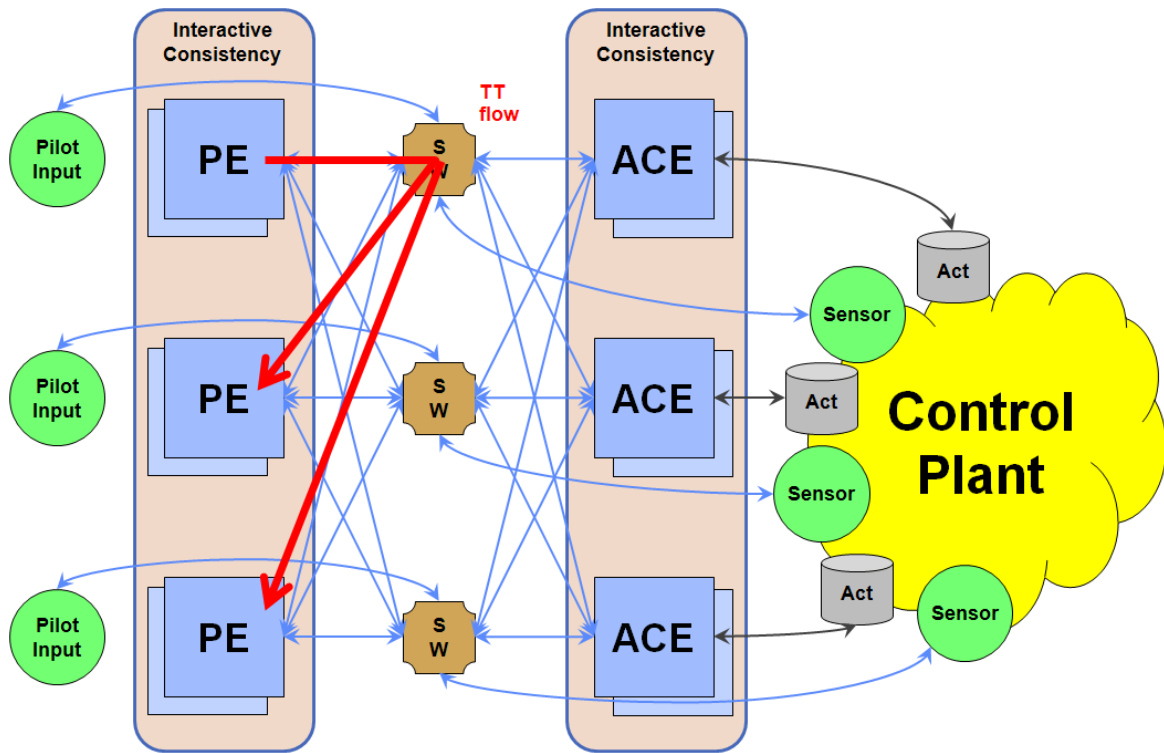 Interactive
Consistency
Interactive
Consistency
TT
flow
Pilot
Input
PE
S
W
ACE
Act
Sensor
Pilot
Input
PE
S
W
ACE
Act
Control
Plant
Sensor
Pilot
Input
PE
S
W
ACE
Act
Sensor